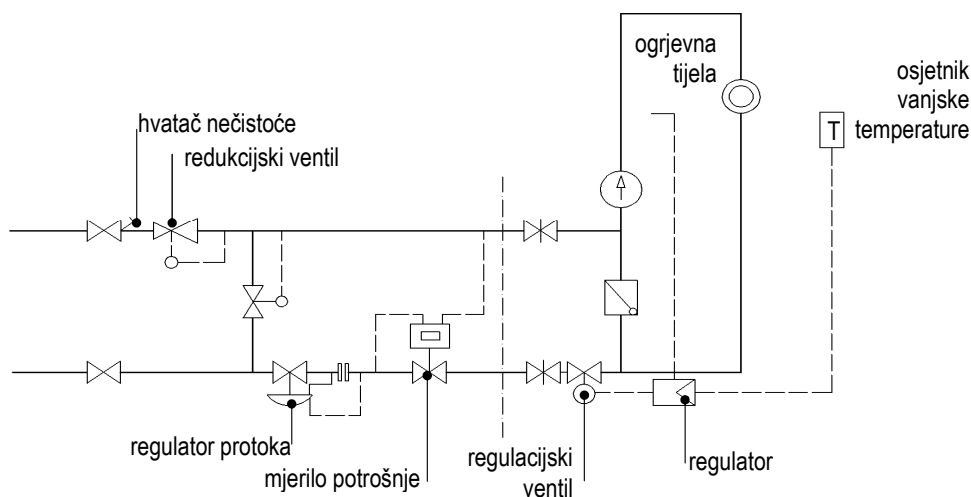 ogrjevna
tijela
osjetnik
vanjske
temperature
T
hvatač nečistoće
redukcijski ventil
regulator protoka
mjerilo potrošnje
regulacijski
ventil
regulator